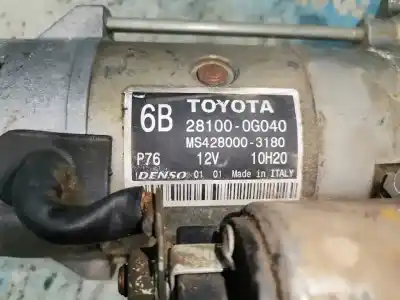 6B TOYOTA
28100-0G040
MS428000-3180
P76 12V 10H20
DENSO 01 01 Made in ITALY